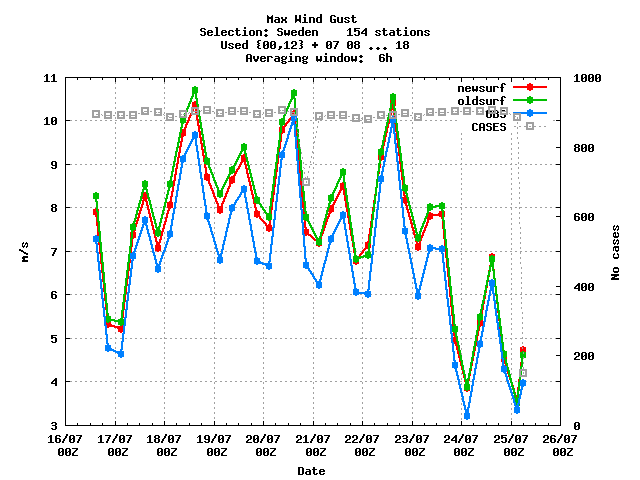 Max Wind Gust
Selection: Sweden    154 stations
Used {00,12} + 07 08 ... 18
Averaging window:  6h
newsurf
oldsurf
OBS
CASES
11
10
9
8
7
6
5
4
3
m/s
1000
800
600
400
200
0
No cases
16/07 17/07 18/07 19/07 20/07 21/07 22/07 23/07 24/07 25/07 26/07
00Z 00Z 00Z 00Z 00Z 00Z 00Z 00Z 00Z 00Z 00Z
Date